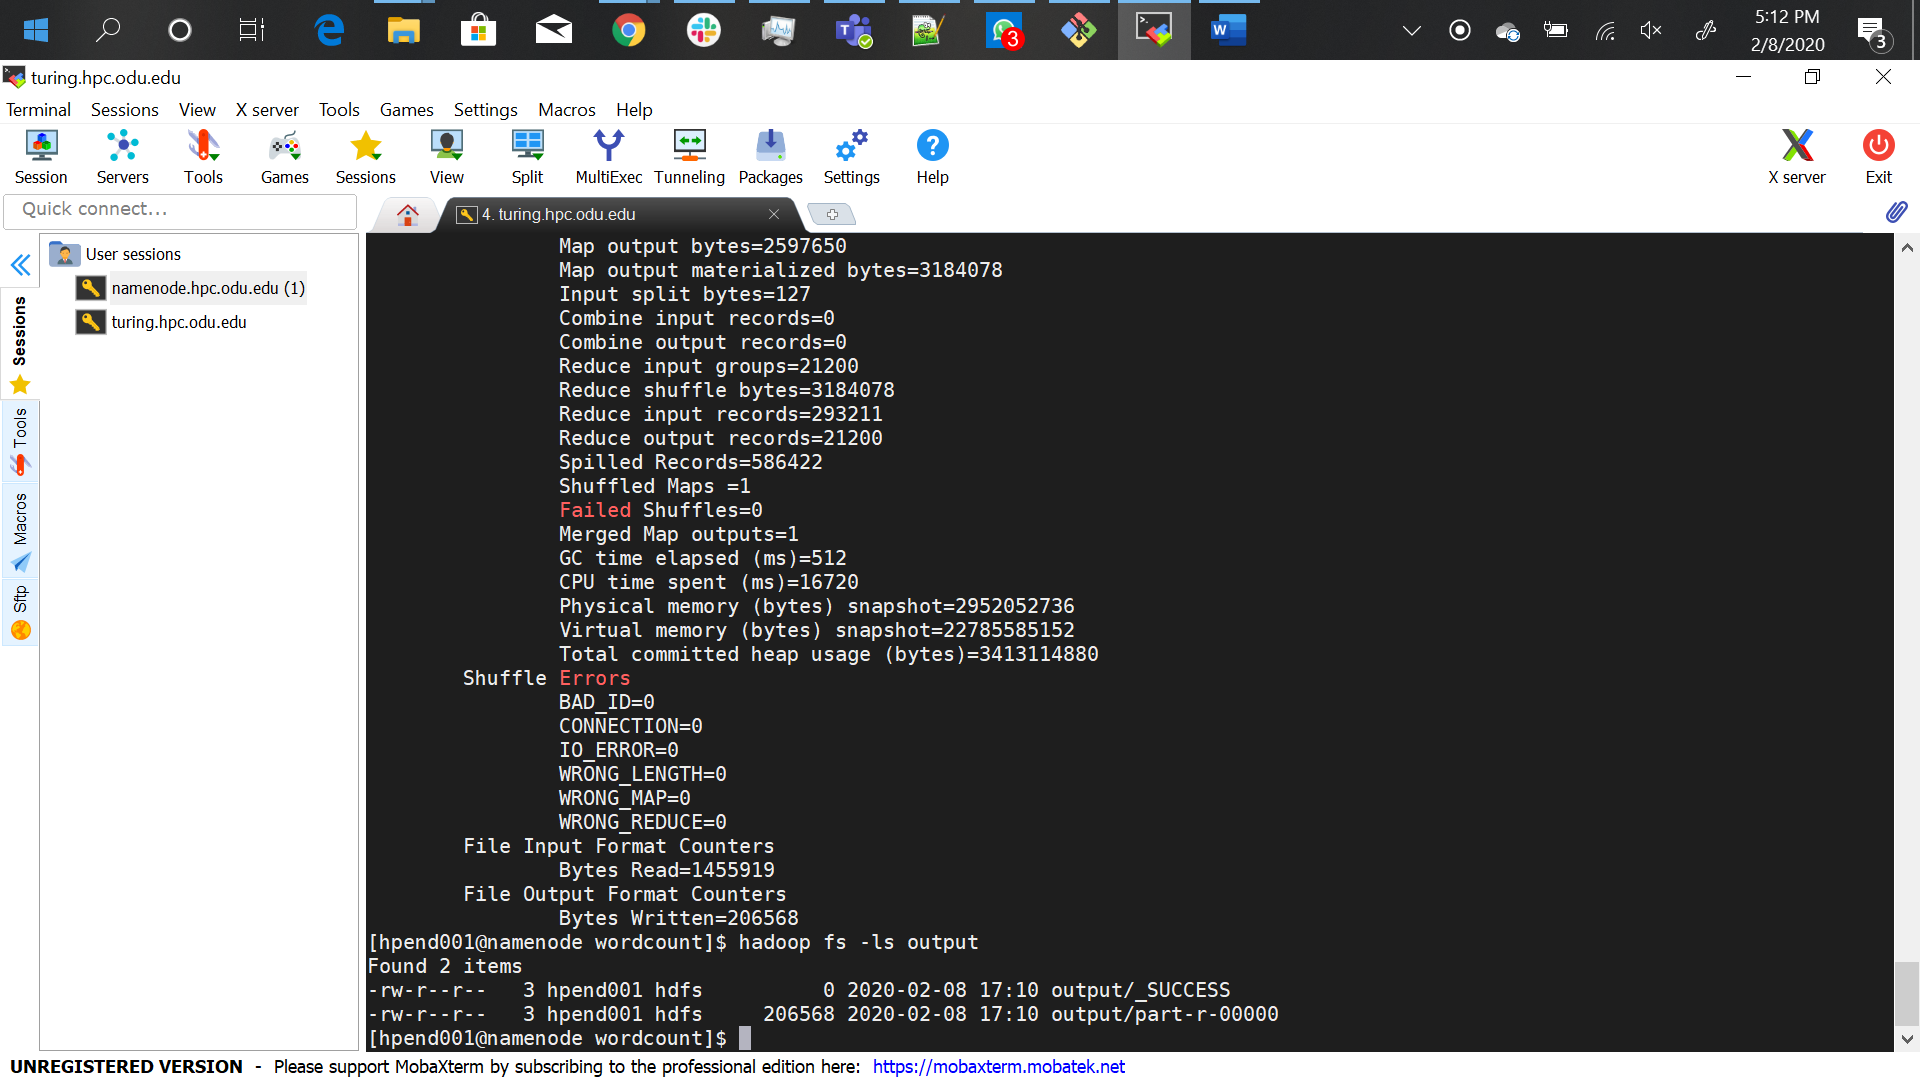 5:12 PM
2/8/2020
3
3
turing.hpc.odu.edu
Terminal Sessions View X server Tools Games Settings Macros Help
Session Servers Tools Games Sessions View Split MultiExec Tunneling Packages Settings Help X server Exit
Quick connect...
4. turing.hpc.odu.edu
User sessions
namenode.hpc.odu.edu (1)
turing.hpc.odu.edu
Sessions
Tools
Macros
Sftp
Map output bytes=2597650
Map output materialized bytes=3184078
Input split bytes=127
Combine input records=0
Combine output records=0
Reduce input groups=21200
Reduce shuffle bytes=3184078
Reduce input records=293211
Reduce output records=21200
Spilled Records=586422
Shuffled Maps =1
Failed Shuffles=0
Merged Map outputs=1
GC time elapsed (ms)=512
CPU time spent (ms)=16720
Physical memory (bytes) snapshot=2952052736
Virtual memory (bytes) snapshot=22785585152
Total committed heap usage (bytes)=3413114880
Shuffle Errors
BAD_ID=0
CONNECTION=0
IO_ERROR=0
WRONG_LENGTH=0
WRONG_MAP=0
WRONG_REDUCE=0
File Input Format Counters
Bytes Read=1455919
File Output Format Counters
Bytes Written=206568
[hpend001@namenode wordcount]$ hadoop fs -ls output
Found 2 items
-rw-r--r--   3 hpend001 hdfs          0 2020-02-08 17:10 output/_SUCCESS
-rw-r--r--   3 hpend001 hdfs     206568 2020-02-08 17:10 output/part-r-00000
[hpend001@namenode wordcount]$
UNREGISTERED VERSION - Please support MobaXterm by subscribing to the professional edition here: https://mobaxterm.mobatek.net